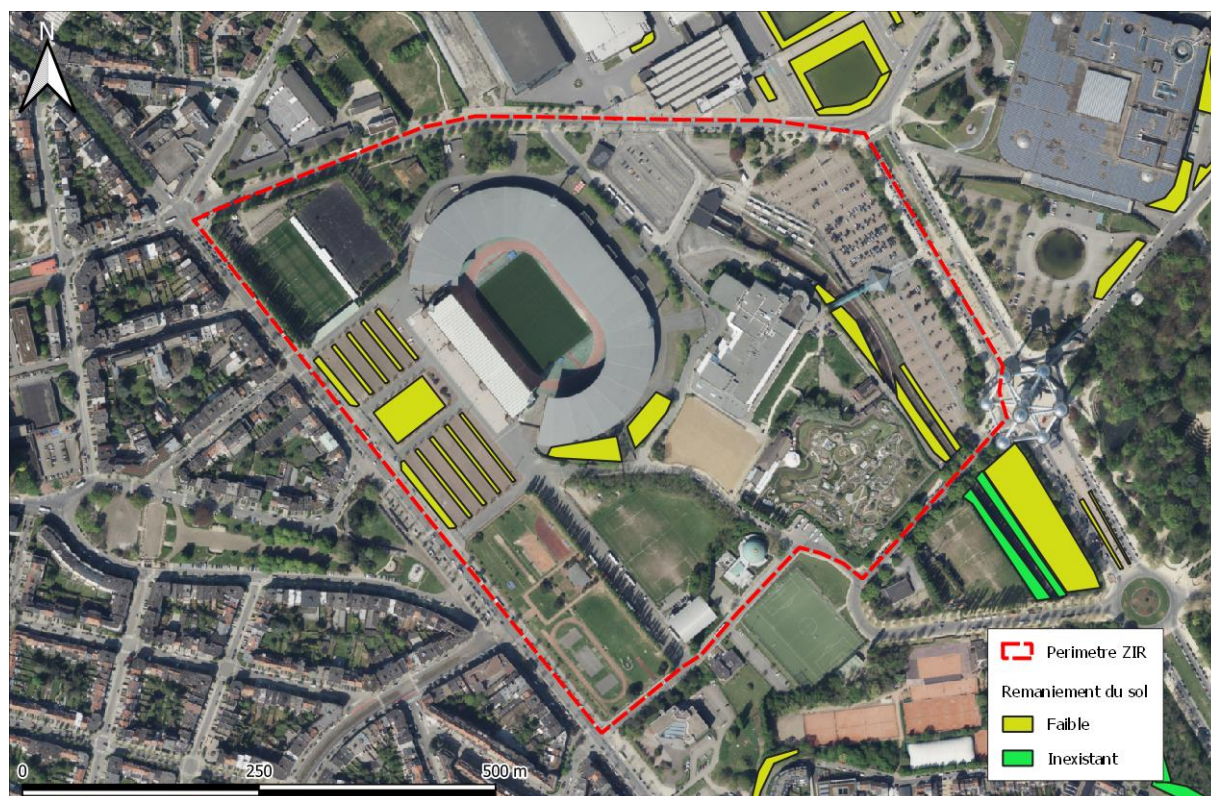 N
Perimetre ZIR
Remaniement du sol
Faible
Inexistant
0 250 500 m